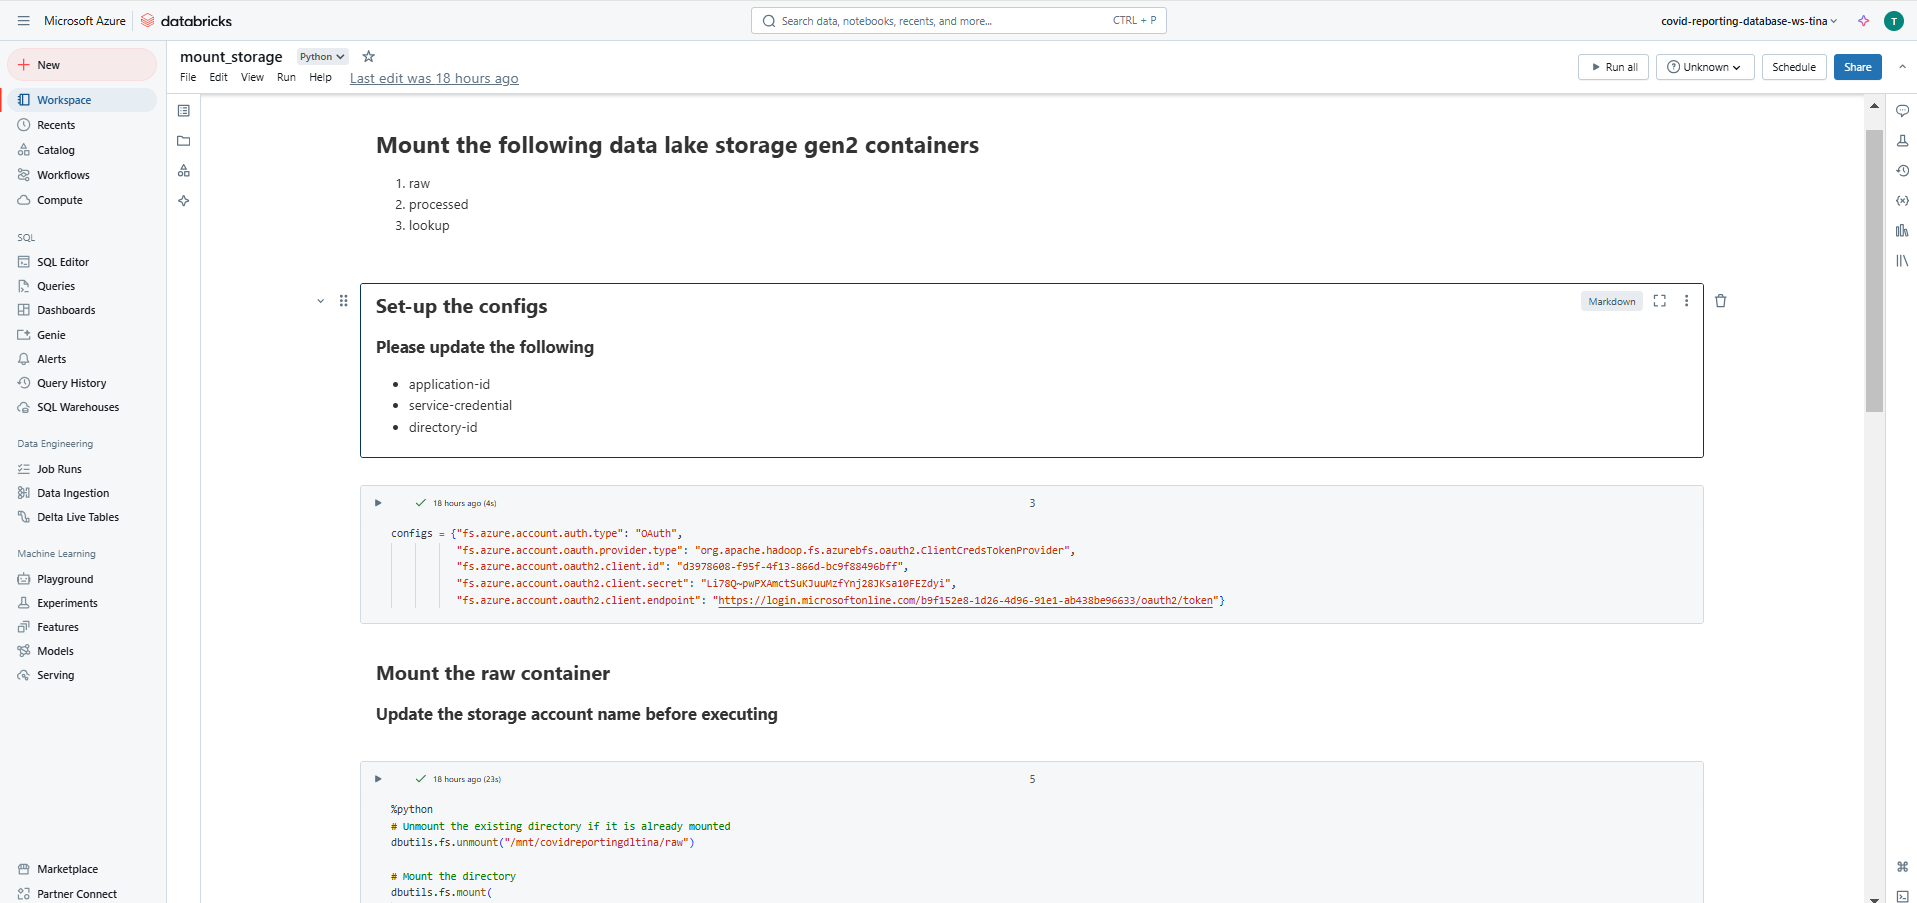 Microsoft Azure databricks Search data, notebooks, recents, and more... CTRL + P covid-reporting-database-ws-tina T
New
Workspace
Recents
Catalog
Workflows
Compute
SQL
SQL Editor
Queries
Dashboards
Genie
Alerts
Query History
SQL Warehouses
Data Engineering
Job Runs
Data Ingestion
Delta Live Tables
Machine Learning
Playground
Experiments
Features
Models
Serving
Marketplace
Partner Connect
mount_storage Python
File Edit View Run Help Last edit was 18 hours ago
Run all Unknown Schedule Share
Mount the following data lake storage gen2 containers
1. raw
2. processed
3. lookup
Set-up the configs
Markdown
Please update the following
• application-id
• service-credential
• directory-id
18 hours ago (4s) 3
configs = {"fs.azure.account.auth.type": "OAuth",
"fs.azure.account.oauth.provider.type": "org.apache.hadoop.fs.azurebfs.oauth2.ClientCredsTokenProvider",
"fs.azure.account.oauth2.client.id": "d3978608-f95f-4f13-866d-bc9f88496bff",
"fs.azure.account.oauth2.client.secret": "Li78Q~pwPXAmctSuKJuuMzfYnj28JKsa10FEZdyi",
"fs.azure.account.oauth2.client.endpoint": "https://login.microsoftonline.com/b9f152e8-1d26-4d96-91e1-ab438be96633/oauth2/token"}
Mount the raw container
Update the storage account name before executing
18 hours ago (23s) 5
%python
# Unmount the existing directory if it is already mounted
dbutils.fs.unmount("/mnt/covidreportingdltina/raw")
# Mount the directory
dbutils.fs.mount(